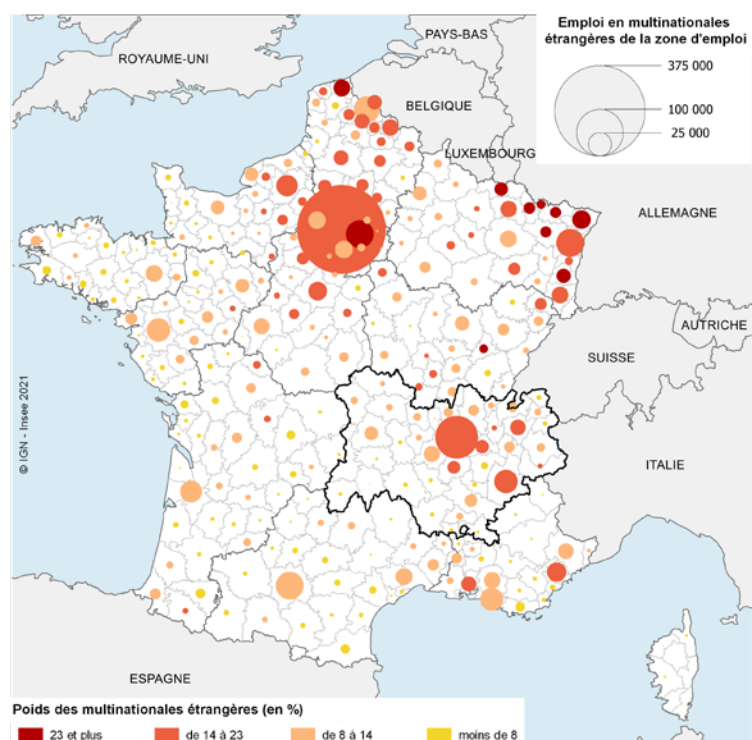 Emploi en multinationales
étrangères de la zone d'emploi
375 000
100 000
25 000
PAYS-BAS
ROYAUME-UNI
BELGIQUE
LUXEMBOURG
ALLEMAGNE
AUTRICHE
SUISSE
ITALIE
© IGN - Insee 2021
ESPAGNE
Poids des multinationales étrangères (en %)
23 et plus
de 14 à 23
de 8 à 14
moins de 8